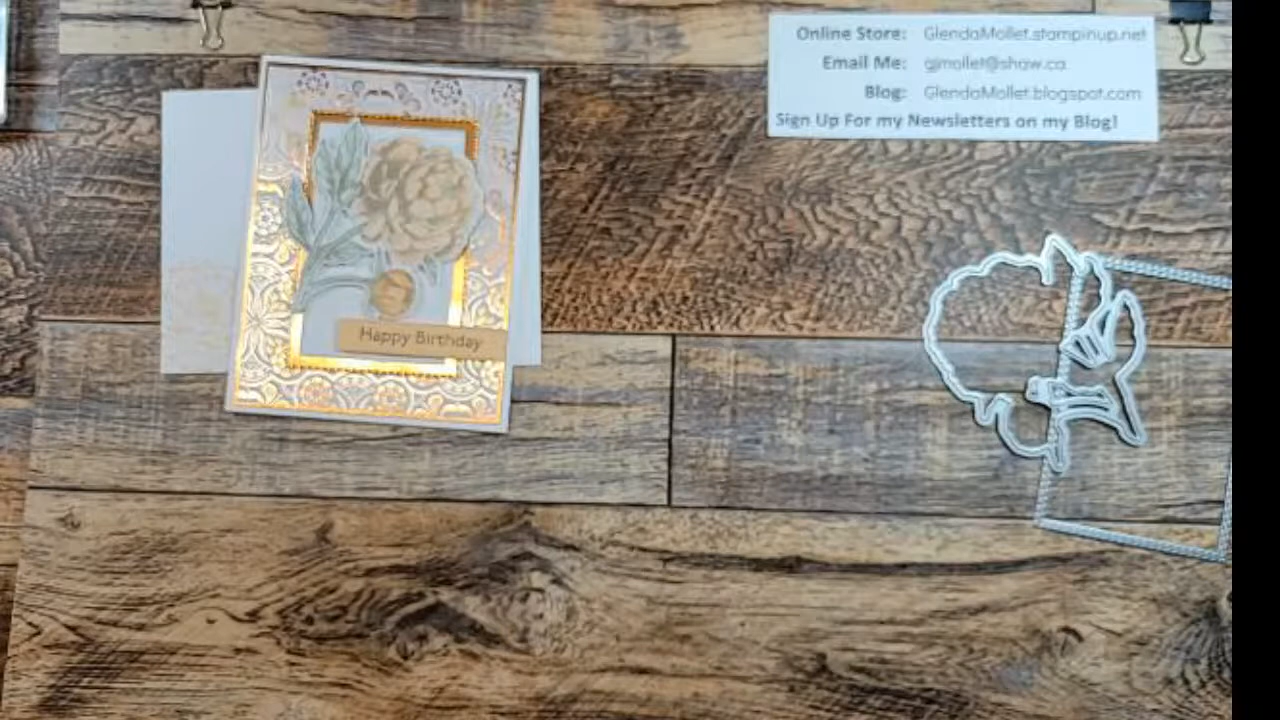 Online Store: GlendaMollet.stampinup.net
Email Me: gjmollet@shaw.ca
Blog: GlendaMollet.blogspot.com
Sign Up For my Newsletters on my Blog!
Happy Birthday